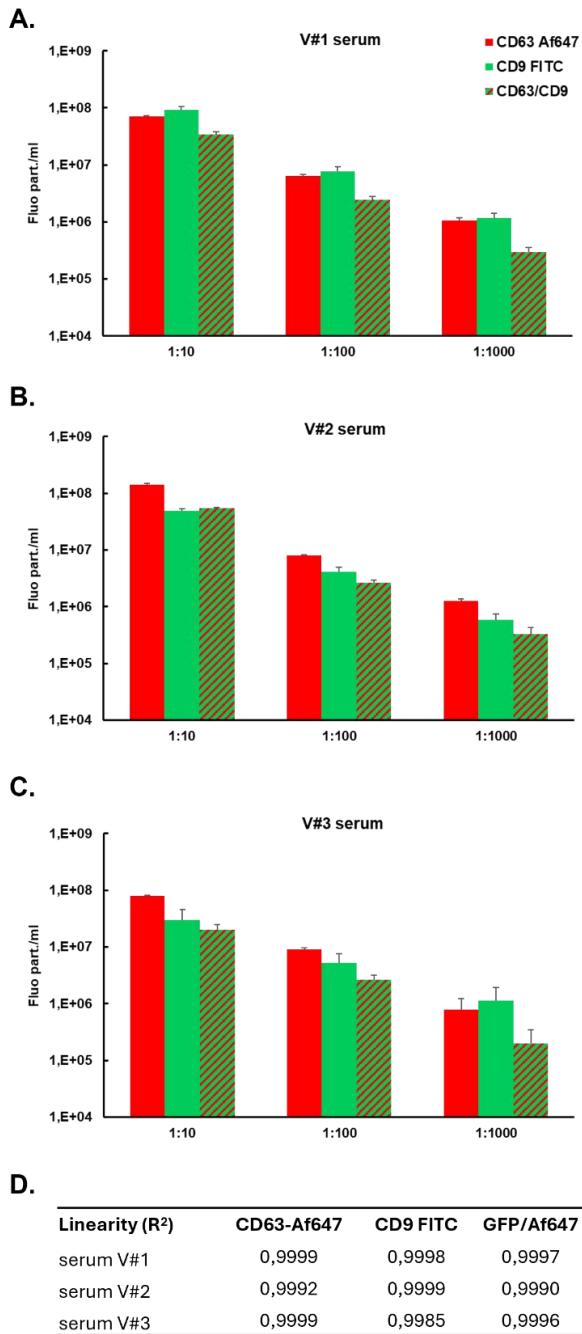 A.
V#1 serum
CD63 Af647
CD9 FITC
CD63/CD9
Fluo part./ml
1,E+09
1,E+08
1,E+07
1,E+06
1,E+05
1,E+04
1:10 1:100 1:1000
B.
V#2 serum
Fluo part./ml
1,E+09
1,E+08
1,E+07
1,E+06
1,E+05
1,E+04
1:10 1:100 1:1000
C.
V#3 serum
Fluo part./ml
1,E+09
1,E+08
1,E+07
1,E+06
1,E+05
1,E+04
1:10 1:100 1:1000
D.
Linearity (R²) CD63-Af647 CD9 FITC GFP/Af647
serum V#1 0,9999 0,9998 0,9997
serum V#2 0,9992 0,9999 0,9990
serum V#3 0,9999 0,9985 0,9996